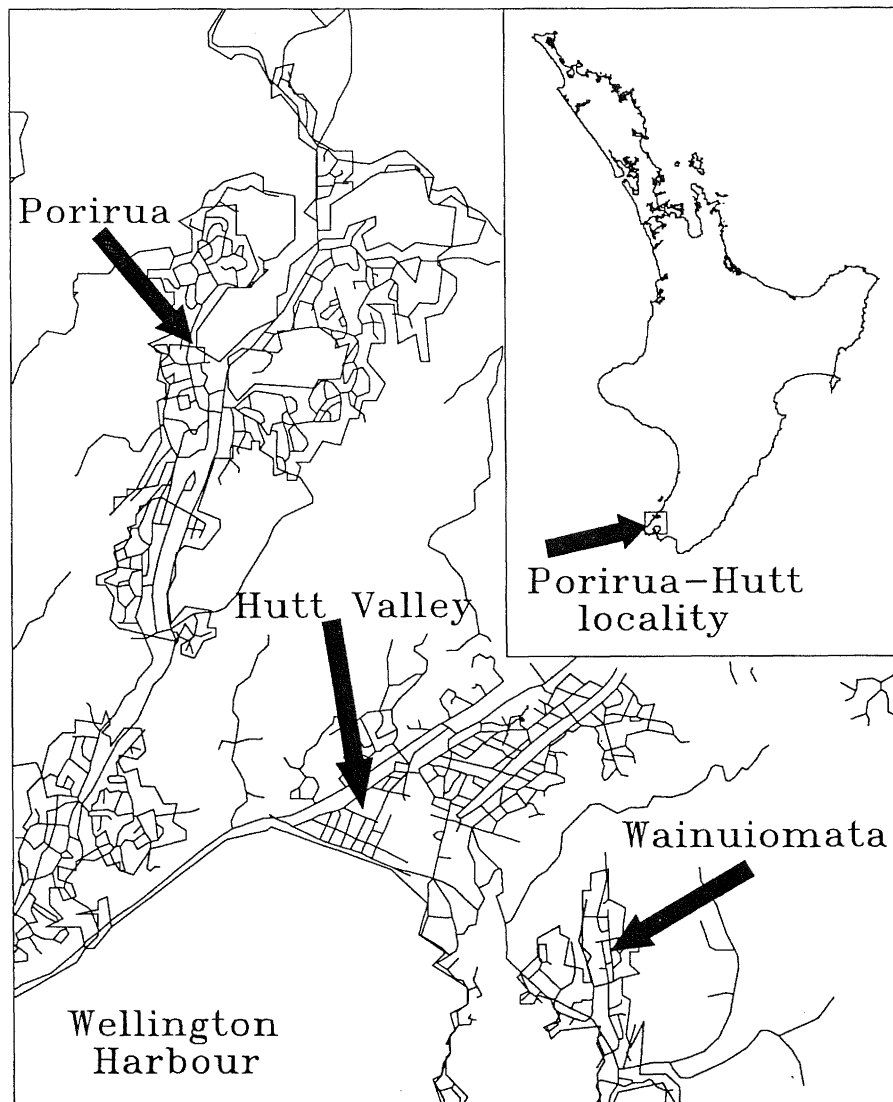 Porirua
Porirua-Hutt
locality
Hutt Valley
Wainuiomata
Wellington
Harbour